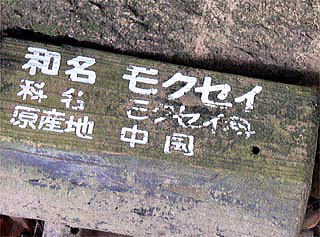 和名 モクセイ
科名 モクセイ科
原産地 中国